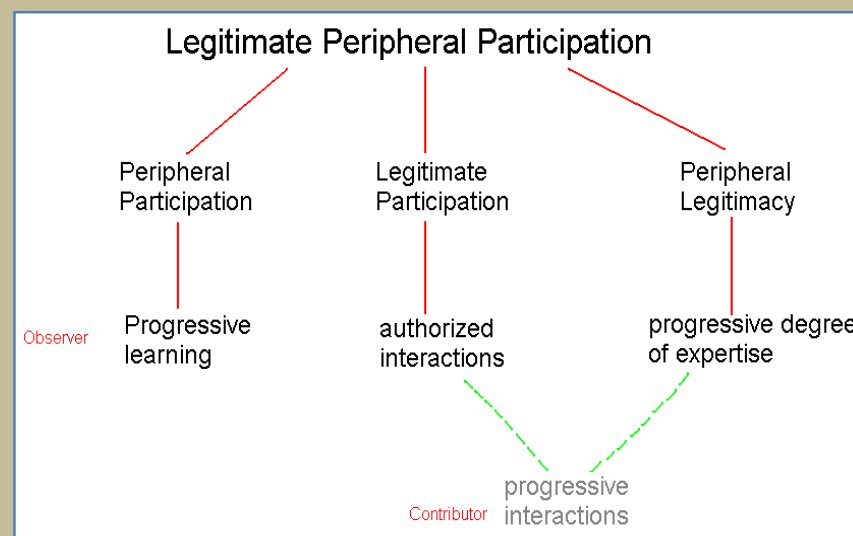 Legitimate Peripheral Participation
Peripheral
Participation
Legitimate
Participation
Peripheral
Legitimacy
Observer
Progressive
learning
authorized
interactions
progressive degree
of expertise
Contributor
progressive
interactions